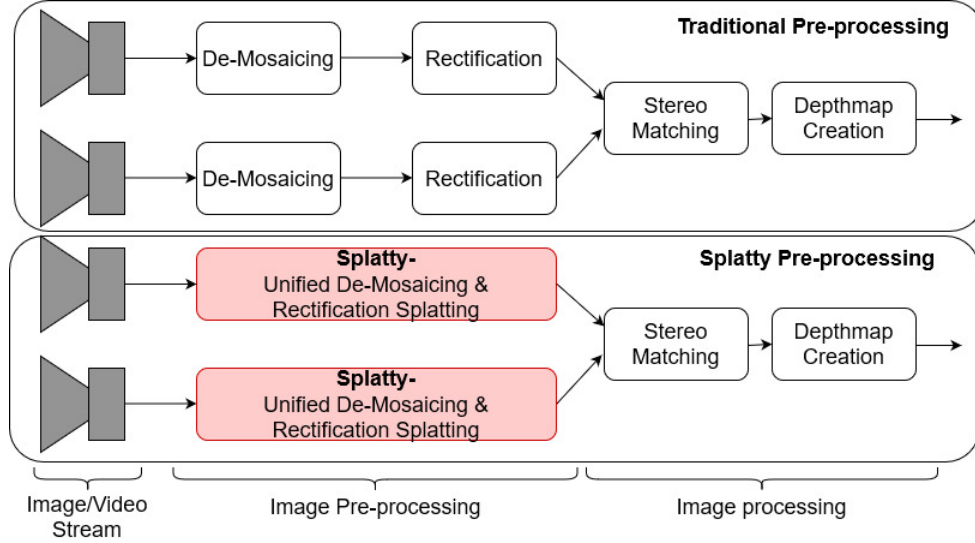 Traditional Pre-processing
De-Mosaicing
Rectification
Stereo
Matching
Depthmap
Creation
De-Mosaicing
Rectification
Splatty Pre-processing
Splatty-
Unified De-Mosaicing &
Rectification Splatting
Stereo
Matching
Depthmap
Creation
Splatty-
Unified De-Mosaicing &
Rectification Splatting
Image/Video
Stream
Image Pre-processing
Image processing